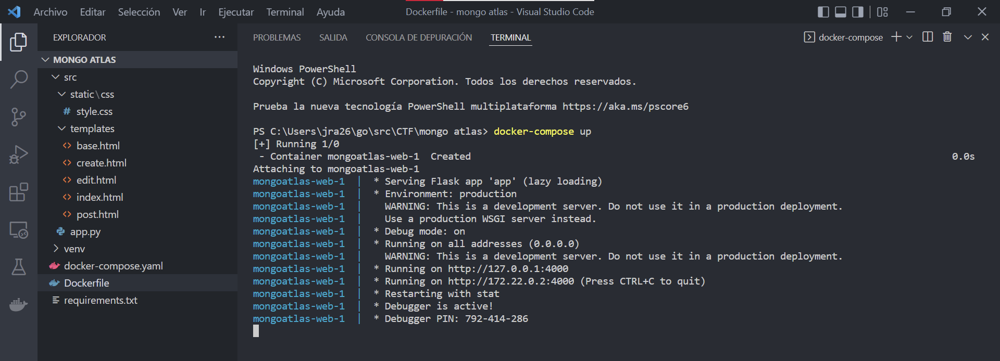 Archivo Editar Selección Ver Ir Ejecutar Terminal Ayuda Dockerfile - mongo atlas - Visual Studio Code
EXPLORADOR ···
MONGO ATLAS
src
static\css
# style.css
templates
<> base.html
<> create.html
<> edit.html
<> index.html
<> post.html
app.py
venv
docker-compose.yaml
Dockerfile
requirements.txt
PROBLEMAS SALIDA CONSOLA DE DEPURACIÓN TERMINAL docker-compose
Windows PowerShell
Copyright (C) Microsoft Corporation. Todos los derechos reservados.
Prueba la nueva tecnología PowerShell multiplataforma https://aka.ms/pscore6
PS C:\Users\jra26\go\src\CTF\mongo atlas> docker-compose up
[+] Running 1/0
- Container mongoatlas-web-1 Created 0.0s
Attaching to mongoatlas-web-1
mongoatlas-web-1 | * Serving Flask app 'app' (lazy loading)
mongoatlas-web-1 | * Environment: production
mongoatlas-web-1 | WARNING: This is a development server. Do not use it in a production deployment.
mongoatlas-web-1 | Use a production WSGI server instead.
mongoatlas-web-1 | * Debug mode: on
mongoatlas-web-1 | * Running on all addresses (0.0.0.0)
mongoatlas-web-1 | WARNING: This is a development server. Do not use it in a production deployment.
mongoatlas-web-1 | * Running on http://127.0.0.1:4000
mongoatlas-web-1 | * Running on http://172.22.0.2:4000 (Press CTRL+C to quit)
mongoatlas-web-1 | * Restarting with stat
mongoatlas-web-1 | * Debugger is active!
mongoatlas-web-1 | * Debugger PIN: 792-414-286